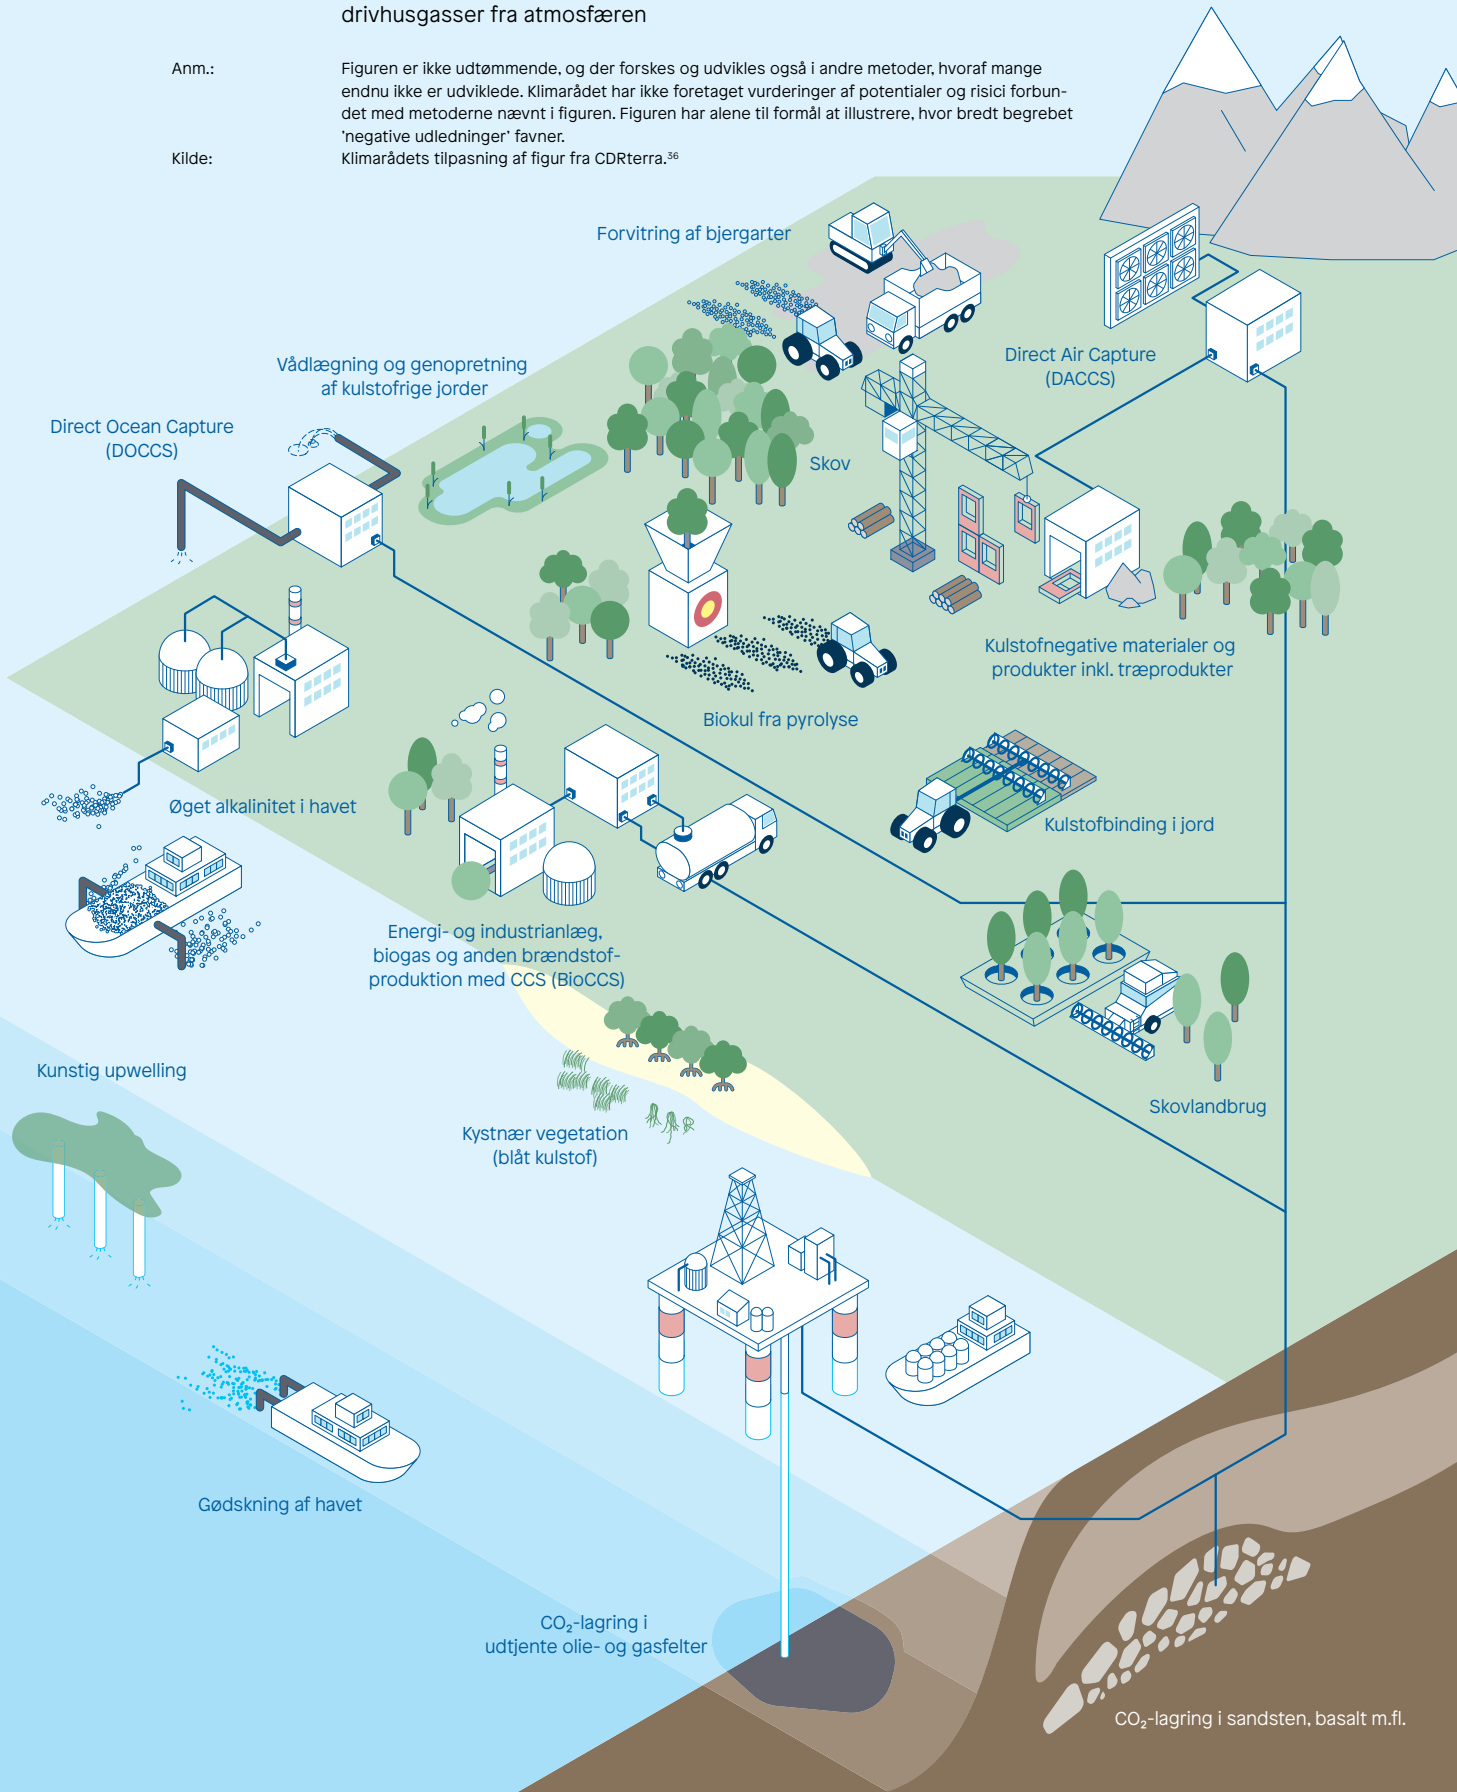 drivhusgasser fra atmosfæren
Anm.: Figuren er ikke udtømmende, og der forskes og udvikles også i andre metoder, hvoraf mange
endnu ikke er udviklede. Klimarådet har ikke foretaget vurderinger af potentialer og risici forbun-
det med metoderne nævnt i figuren. Figuren har alene til formål at illustrere, hvor bredt begrebet
'negative udledninger' favner.
Kilde: Klimarådets tilpasning af figur fra CDRterra.³⁶
Forvitring af bjergarter
Direct Air Capture
(DACCS)
Vådlægning og genopretning
af kulstofrige jorder
Direct Ocean Capture
(DOCCS)
Skov
Kulstofnegative materialer og
produkter inkl. træprodukter
Biokul fra pyrolyse
Øget alkalinitet i havet
Kulstofbinding i jord
Energi- og industrianlæg,
biogas og anden brændstof-
produktion med CCS (BioCCS)
Kunstig upwelling
Skovlandbrug
Kystnær vegetation
(blåt kulstof)
Gødskning af havet
CO₂-lagring i
udtjente olie- og gasfelter
CO₂-lagring i sandsten, basalt m.fl.